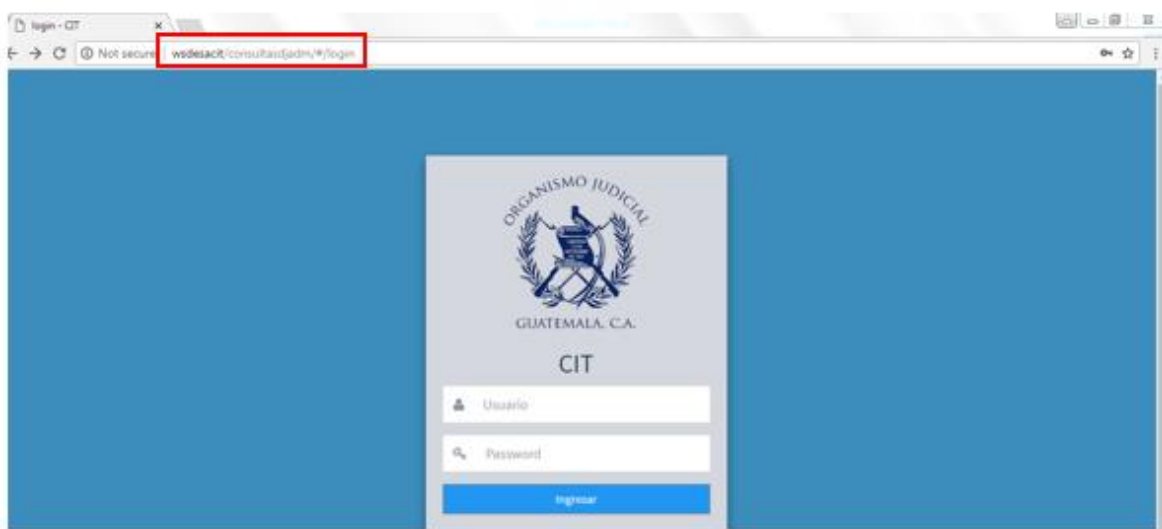 login - CIT
Not secure wsdesacit/consultasdjadm/#/login
ORGANISMO JUDICIAL
GUATEMALA, C.A.
CIT
Usuario
Password
Ingresar